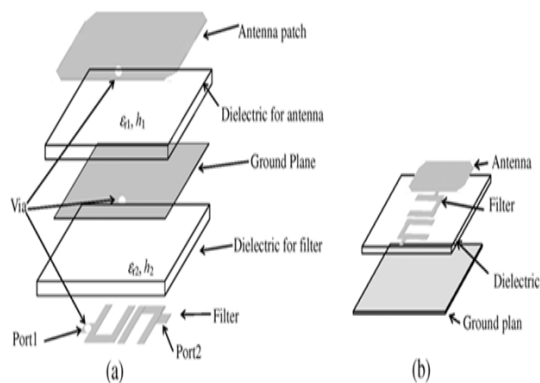 Antenna patch
εr1, h1
Dielectric for antenna
Ground Plane
Via
εr2, h2
Dielectric for filter
Filter
Port1
Port2
(a)
Antenna
Filter
Dielectric
Ground plan
(b)